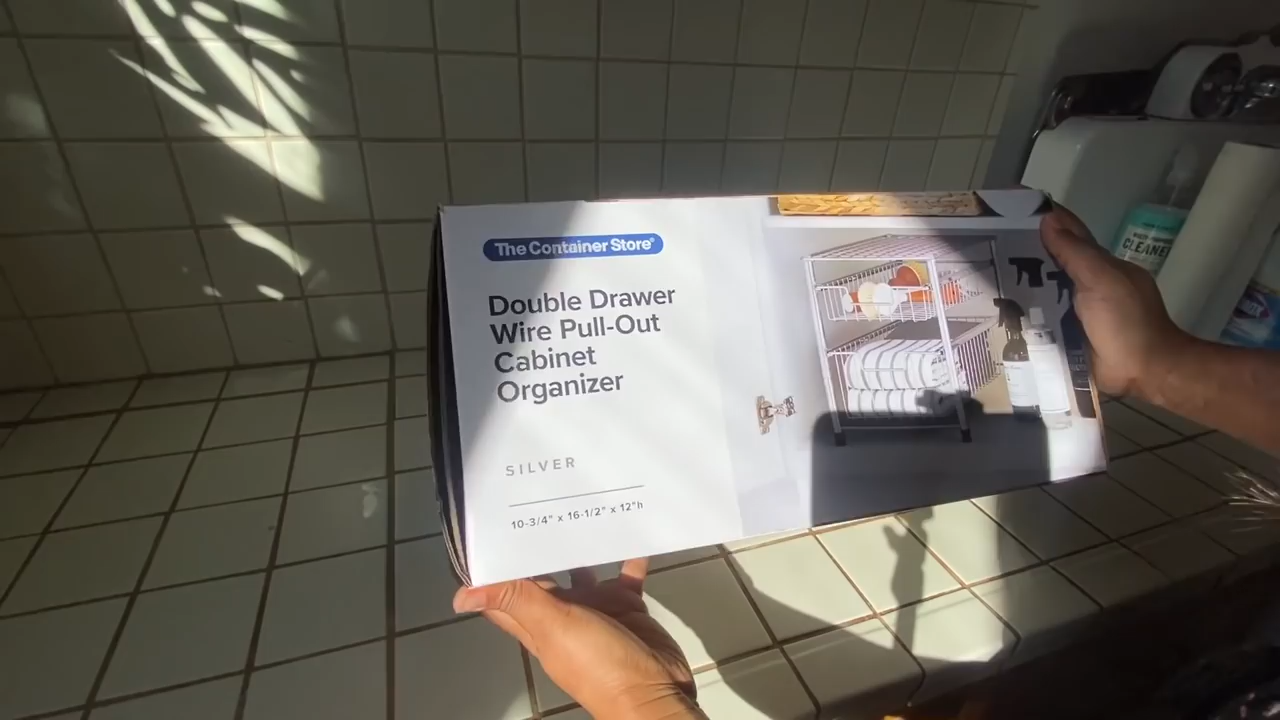 The Container Store®
Double Drawer
Wire Pull-Out
Cabinet
Organizer
SILVER
10-3/4" x 16-1/2" x 12"h
CLEANER
CLOROX